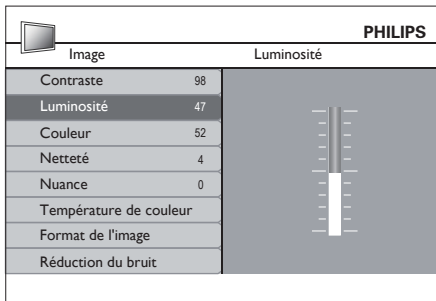 PHILIPS
Image Luminosité
Contraste 98
Luminosité 47
Couleur 52
Netteté 4
Nuance 0
Température de couleur
Format de l'image
Réduction du bruit